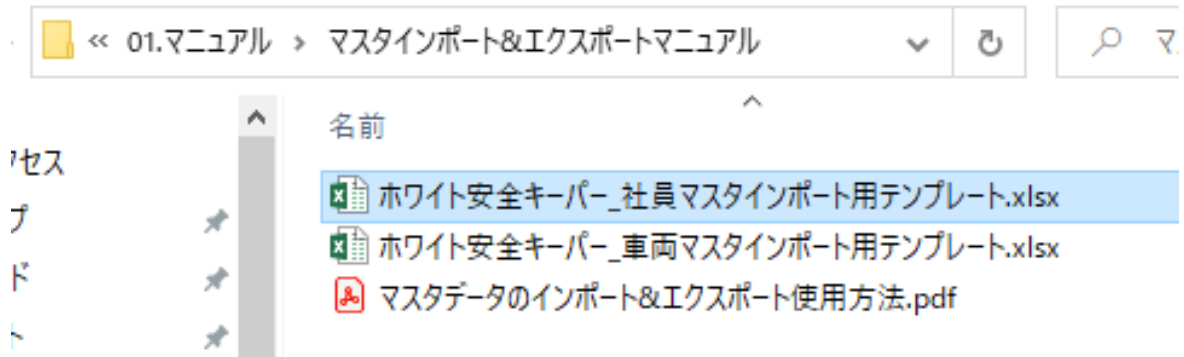 « 01.マニュアル › マスタインポート&エクスポートマニュアル
名前
ホワイト安全キーパー_社員マスタインポート用テンプレート.xlsx
ホワイト安全キーパー_車両マスタインポート用テンプレート.xlsx
マスタデータのインポート&エクスポート使用方法.pdf
セス
プ
ド
ト